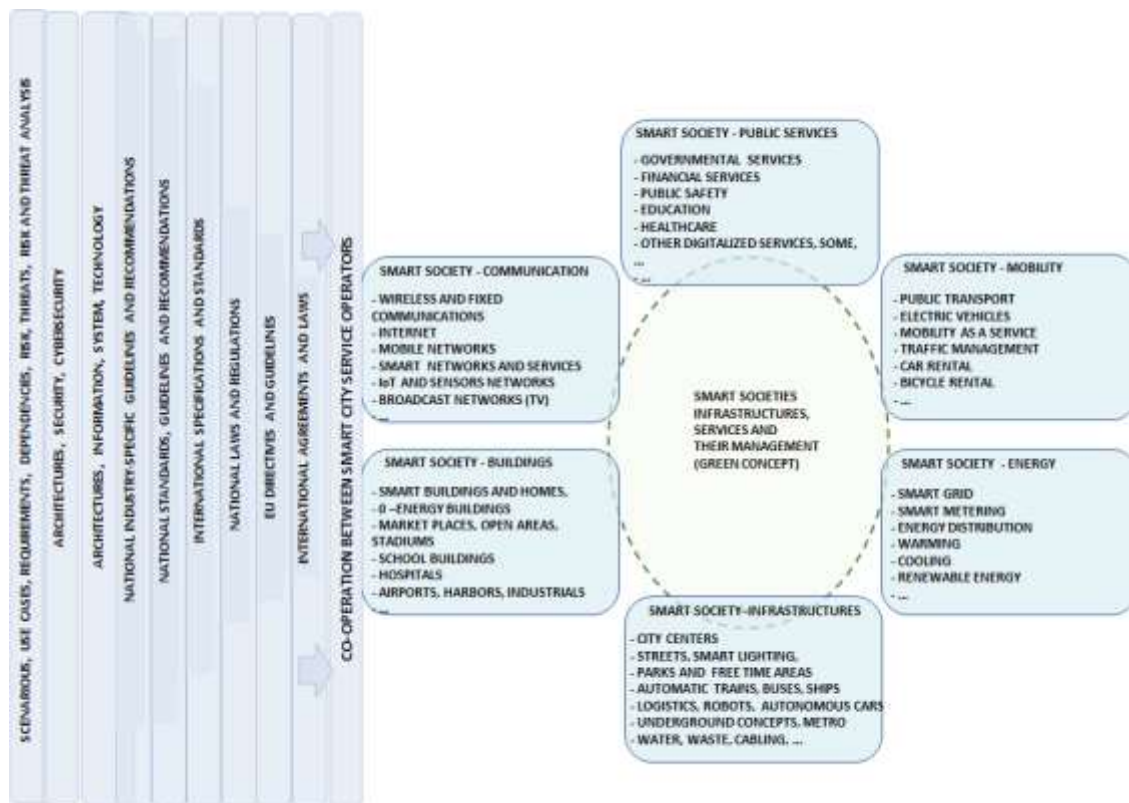 SCENARIOUS, USE CASES, REQUIREMENTS, DEPENDENCIES, RISK, THREATS, RISK AND THREAT ANALYSIS
ARCHITECTURES, SECURITY, CYBERSECURITY
ARCHITECTURES, INFORMATION, SYSTEM, TECHNOLOGY
NATIONAL INDUSTRY-SPECIFIC GUIDELINES AND RECOMMENDATIONS
NATIONAL STANDARDS, GUIDELINES AND RECOMMENDATIONS
INTERNATIONAL SPECIFICATIONS AND STANDARDS
NATIONAL LAWS AND REGULATIONS
EU DIRECTIVES AND GUIDELINES
INTERNATIONAL AGREEMENTS AND LAWS
CO-OPERATION BETWEEN SMART CITY SERVICE OPERATORS
SMART SOCIETY - PUBLIC SERVICES
- GOVERNMENTAL SERVICES
- FINANCIAL SERVICES
- PUBLIC SAFETY
- EDUCATION
- HEALTHCARE
- OTHER DIGITALIZED SERVICES, SOME,
...
- ...
SMART SOCIETY - COMMUNICATION
- WIRELESS AND FIXED
COMMUNICATIONS
- INTERNET
- MOBILE NETWORKS
- SMART NETWORKS AND SERVICES
- IoT AND SENSORS NETWORKS
- BROADCAST NETWORKS (TV)
...
SMART SOCIETY - MOBILITY
- PUBLIC TRANSPORT
- ELECTRIC VEHICLES
- MOBILITY AS A SERVICE
- TRAFFIC MANAGEMENT
- CAR RENTAL
- BICYCLE RENTAL
- ...
SMART SOCIETIES
INFRASTRUCTURES,
SERVICES AND
THEIR MANAGEMENT
(GREEN CONCEPT)
SMART SOCIETY - BUILDINGS
- SMART BUILDINGS AND HOMES,
- 0 –ENERGY BUILDINGS
- MARKET PLACES, OPEN AREAS,
STADIUMS
- SCHOOL BUILDINGS
- HOSPITALS
- AIRPORTS, HARBORS, INDUSTRIALS
...
SMART SOCIETY - ENERGY
- SMART GRID
- SMART METERING
- ENERGY DISTRIBUTION
- WARMING
- COOLING
- RENEWABLE ENERGY
- ...
SMART SOCIETY–INFRASTRUCTURES
- CITY CENTERS
- STREETS, SMART LIGHTING,
- PARKS AND FREE TIME AREAS
- AUTOMATIC TRAINS, BUSES, SHIPS
- LOGISTICS, ROBOTS, AUTONOMOUS CARS
- UNDERGROUND CONCEPTS, METRO
- WATER, WASTE, CABLING, ...